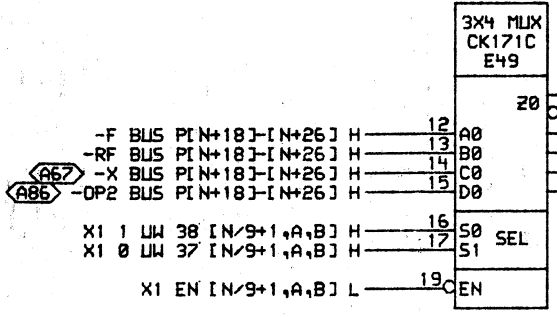 3X4 MUX
CK171C
E49
Z0
-F BUS P[N+18]-[N+26] H 12 A0
-RF BUS P[N+18]-[N+26] H 13 B0
A67 -X BUS P[N+18]-[N+26] H 14 C0
A86 -OP2 BUS P[N+18]-[N+26] H 15 D0
X1 1 UW 38 [N/9+1,A,B] H 16 S0
SEL
X1 0 UW 37 [N/9+1,A,B] H 17 S1
X1 EN [N/9+1,A,B] L 19 EN